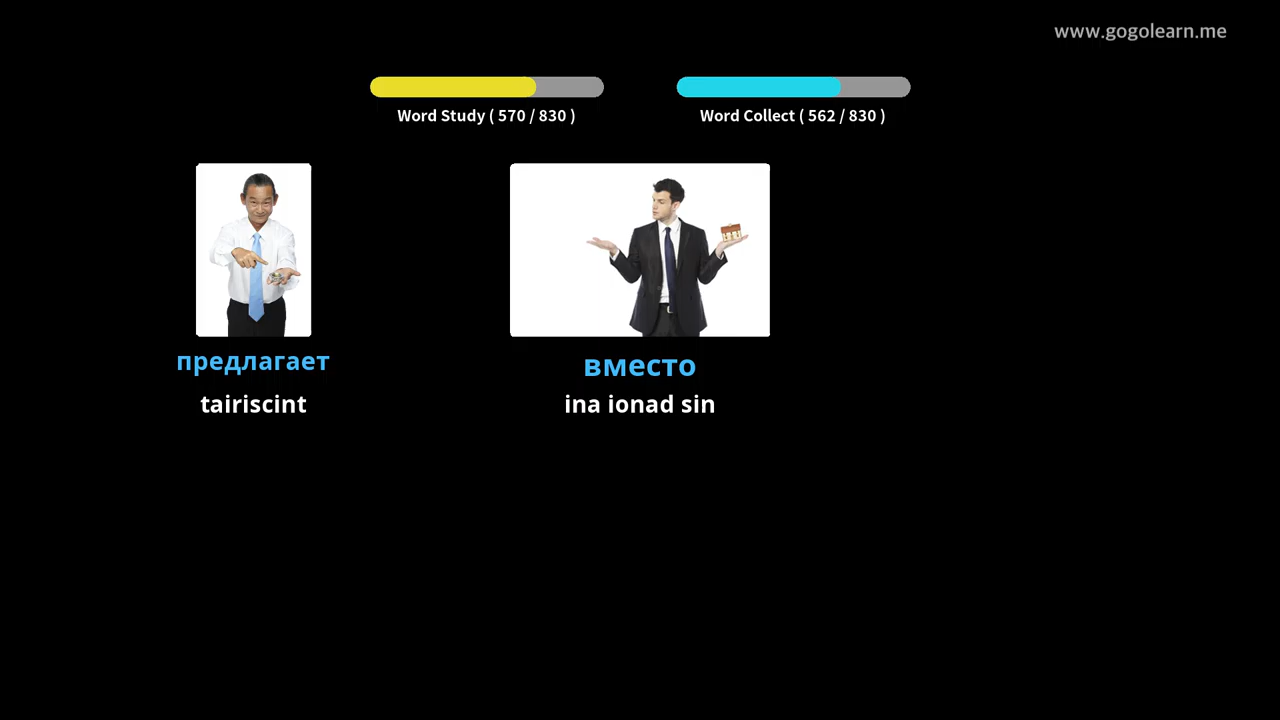 www.gogolearn.me
Word Study ( 570 / 830 )
Word Collect ( 562 / 830 )
предлагает
tairiscint
вместо
ina ionad sin